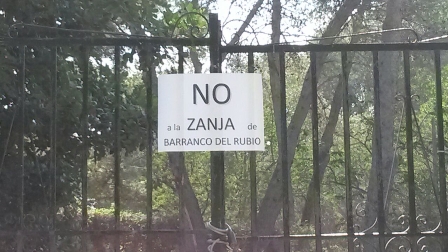 NO
a la ZANJA de
BARRANCO DEL RUBIO